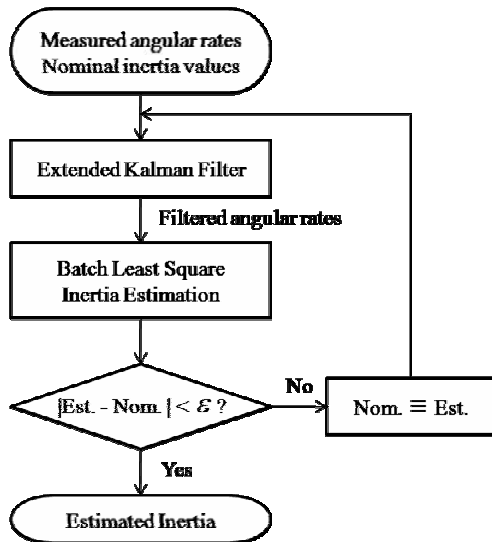 Measured angular rates
Nominal inertia values
Extended Kalman Filter
Filtered angular rates
Batch Least Square
Inertia Estimation
|Est. - Nom. | < ε ?
No
Nom. ≡ Est.
Yes
Estimated Inertia